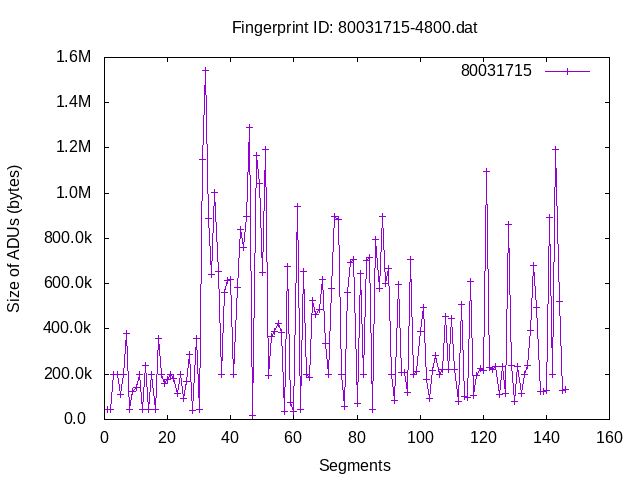 Fingerprint ID: 80031715-4800.dat
80031715
1.6M
1.4M
1.2M
1.0M
800.0k
600.0k
400.0k
200.0k
0.0
0 20 40 60 80 100 120 140 160
Size of ADUs (bytes)
Segments